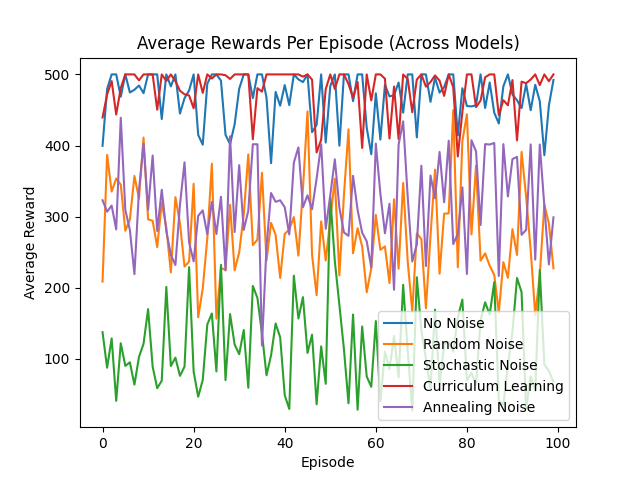 Average Rewards Per Episode (Across Models)
500
400
300
200
100
Average Reward
0
20
40
60
80
100
Episode
No Noise
Random Noise
Stochastic Noise
Curriculum Learning
Annealing Noise